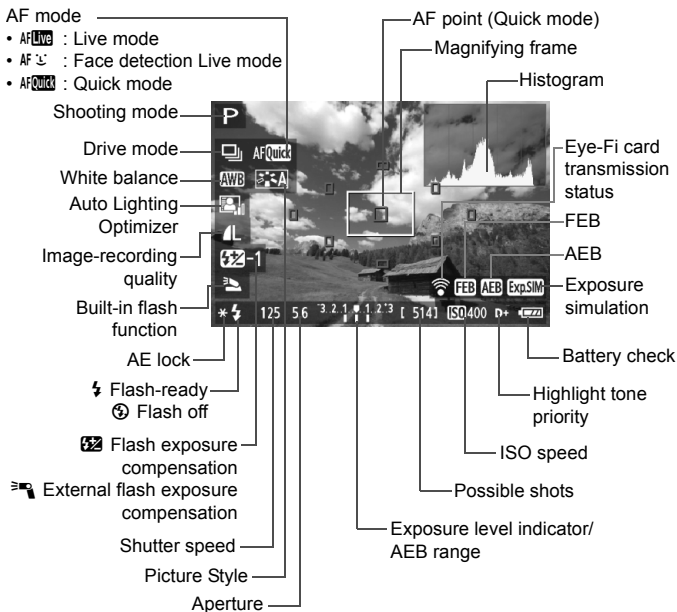 AF mode
• AF Live : Live mode
• AF : Face detection Live mode
• AF Quick : Quick mode
Shooting mode
Drive mode
White balance
Auto Lighting
Optimizer
Image-recording
quality
Built-in flash
function
AE lock
Flash-ready
Flash off
Flash exposure
compensation
External flash exposure
compensation
Shutter speed
Picture Style
Aperture
AF point (Quick mode)
Magnifying frame
Histogram
Eye-Fi card
transmission
status
FEB
AEB
Exposure
simulation
Battery check
Highlight tone
priority
ISO speed
Possible shots
Exposure level indicator/
AEB range
P
AF Quick
AWB
A
L
-1
FEB AEB Exp.SIM
* 125 5.6 -3..2..1..1..2..+3 [ 514] ISO 400 D+